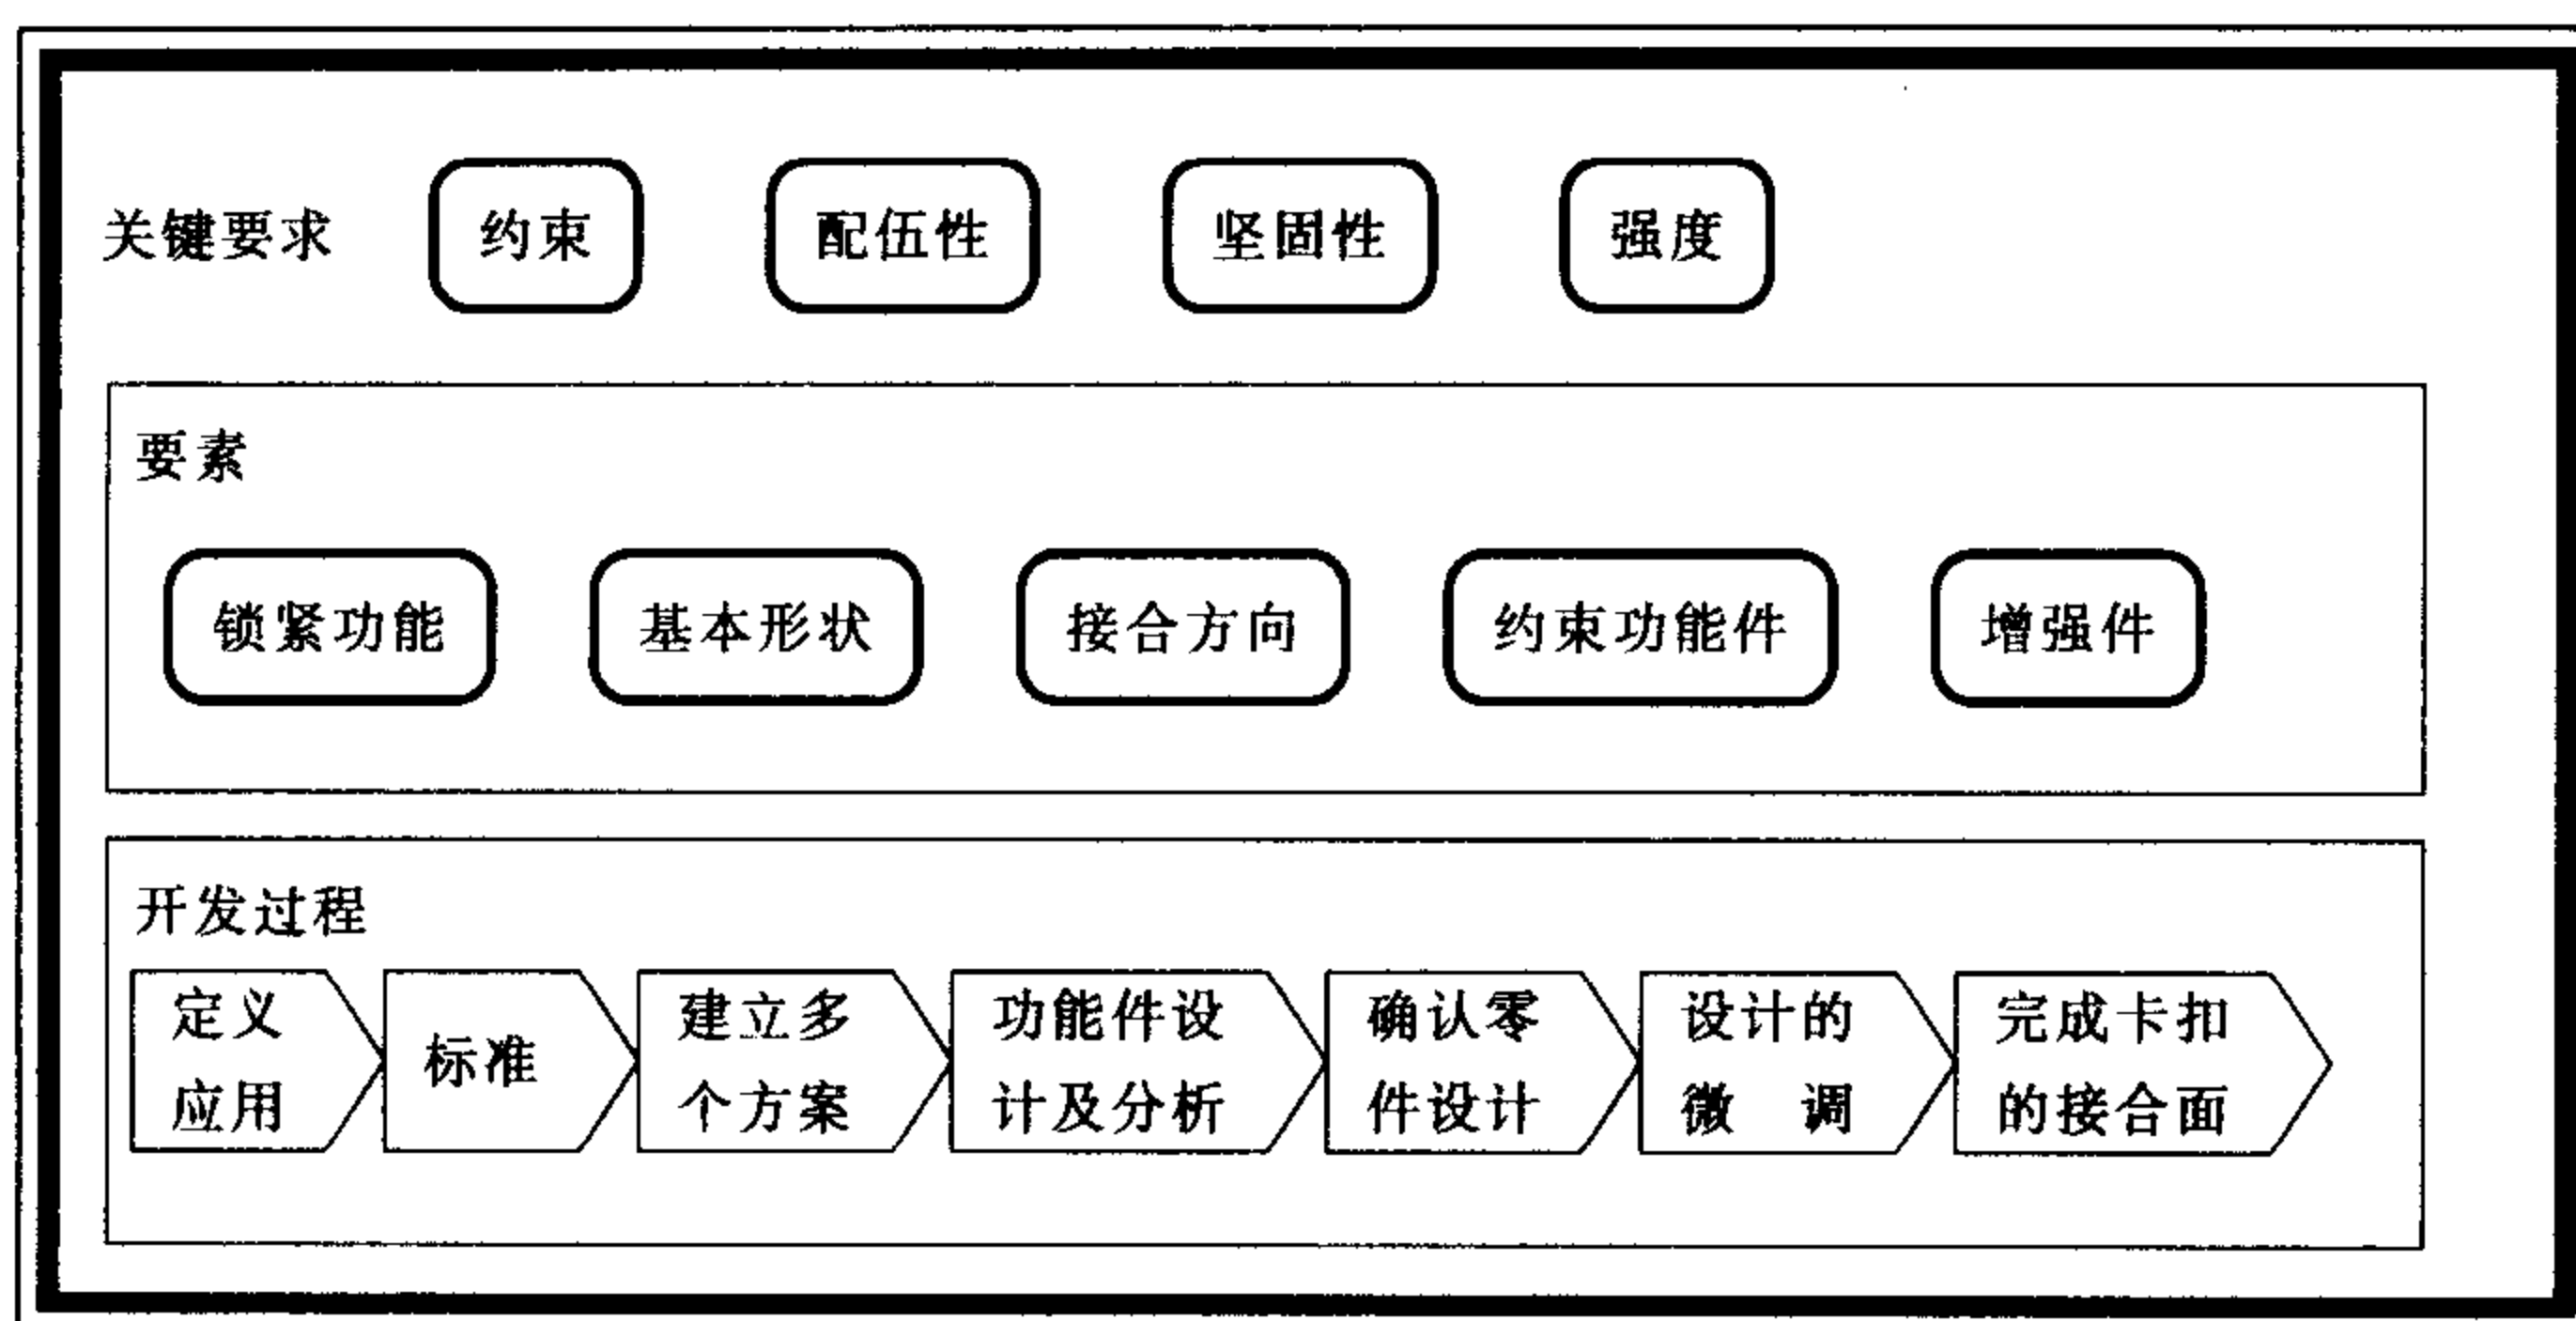 关键要求 约束 配伍性 坚固性 强度
要素
锁紧功能 基本形状 接合方向 约束功能件 增强件
开发过程
定义
应用
标准
建立多
个方案
功能件设
计及分析
确认零
件设计
设计的
微 调
完成卡扣
的接合面